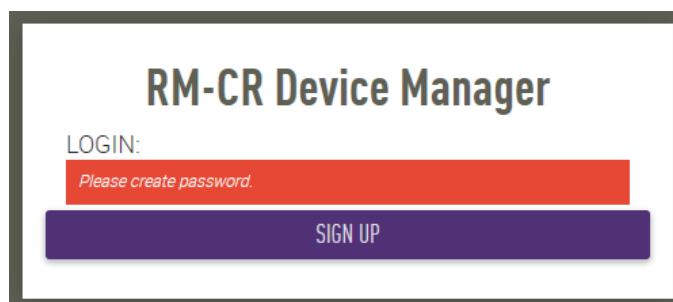 RM-CR Device Manager
LOGIN:
Please create password.
SIGN UP